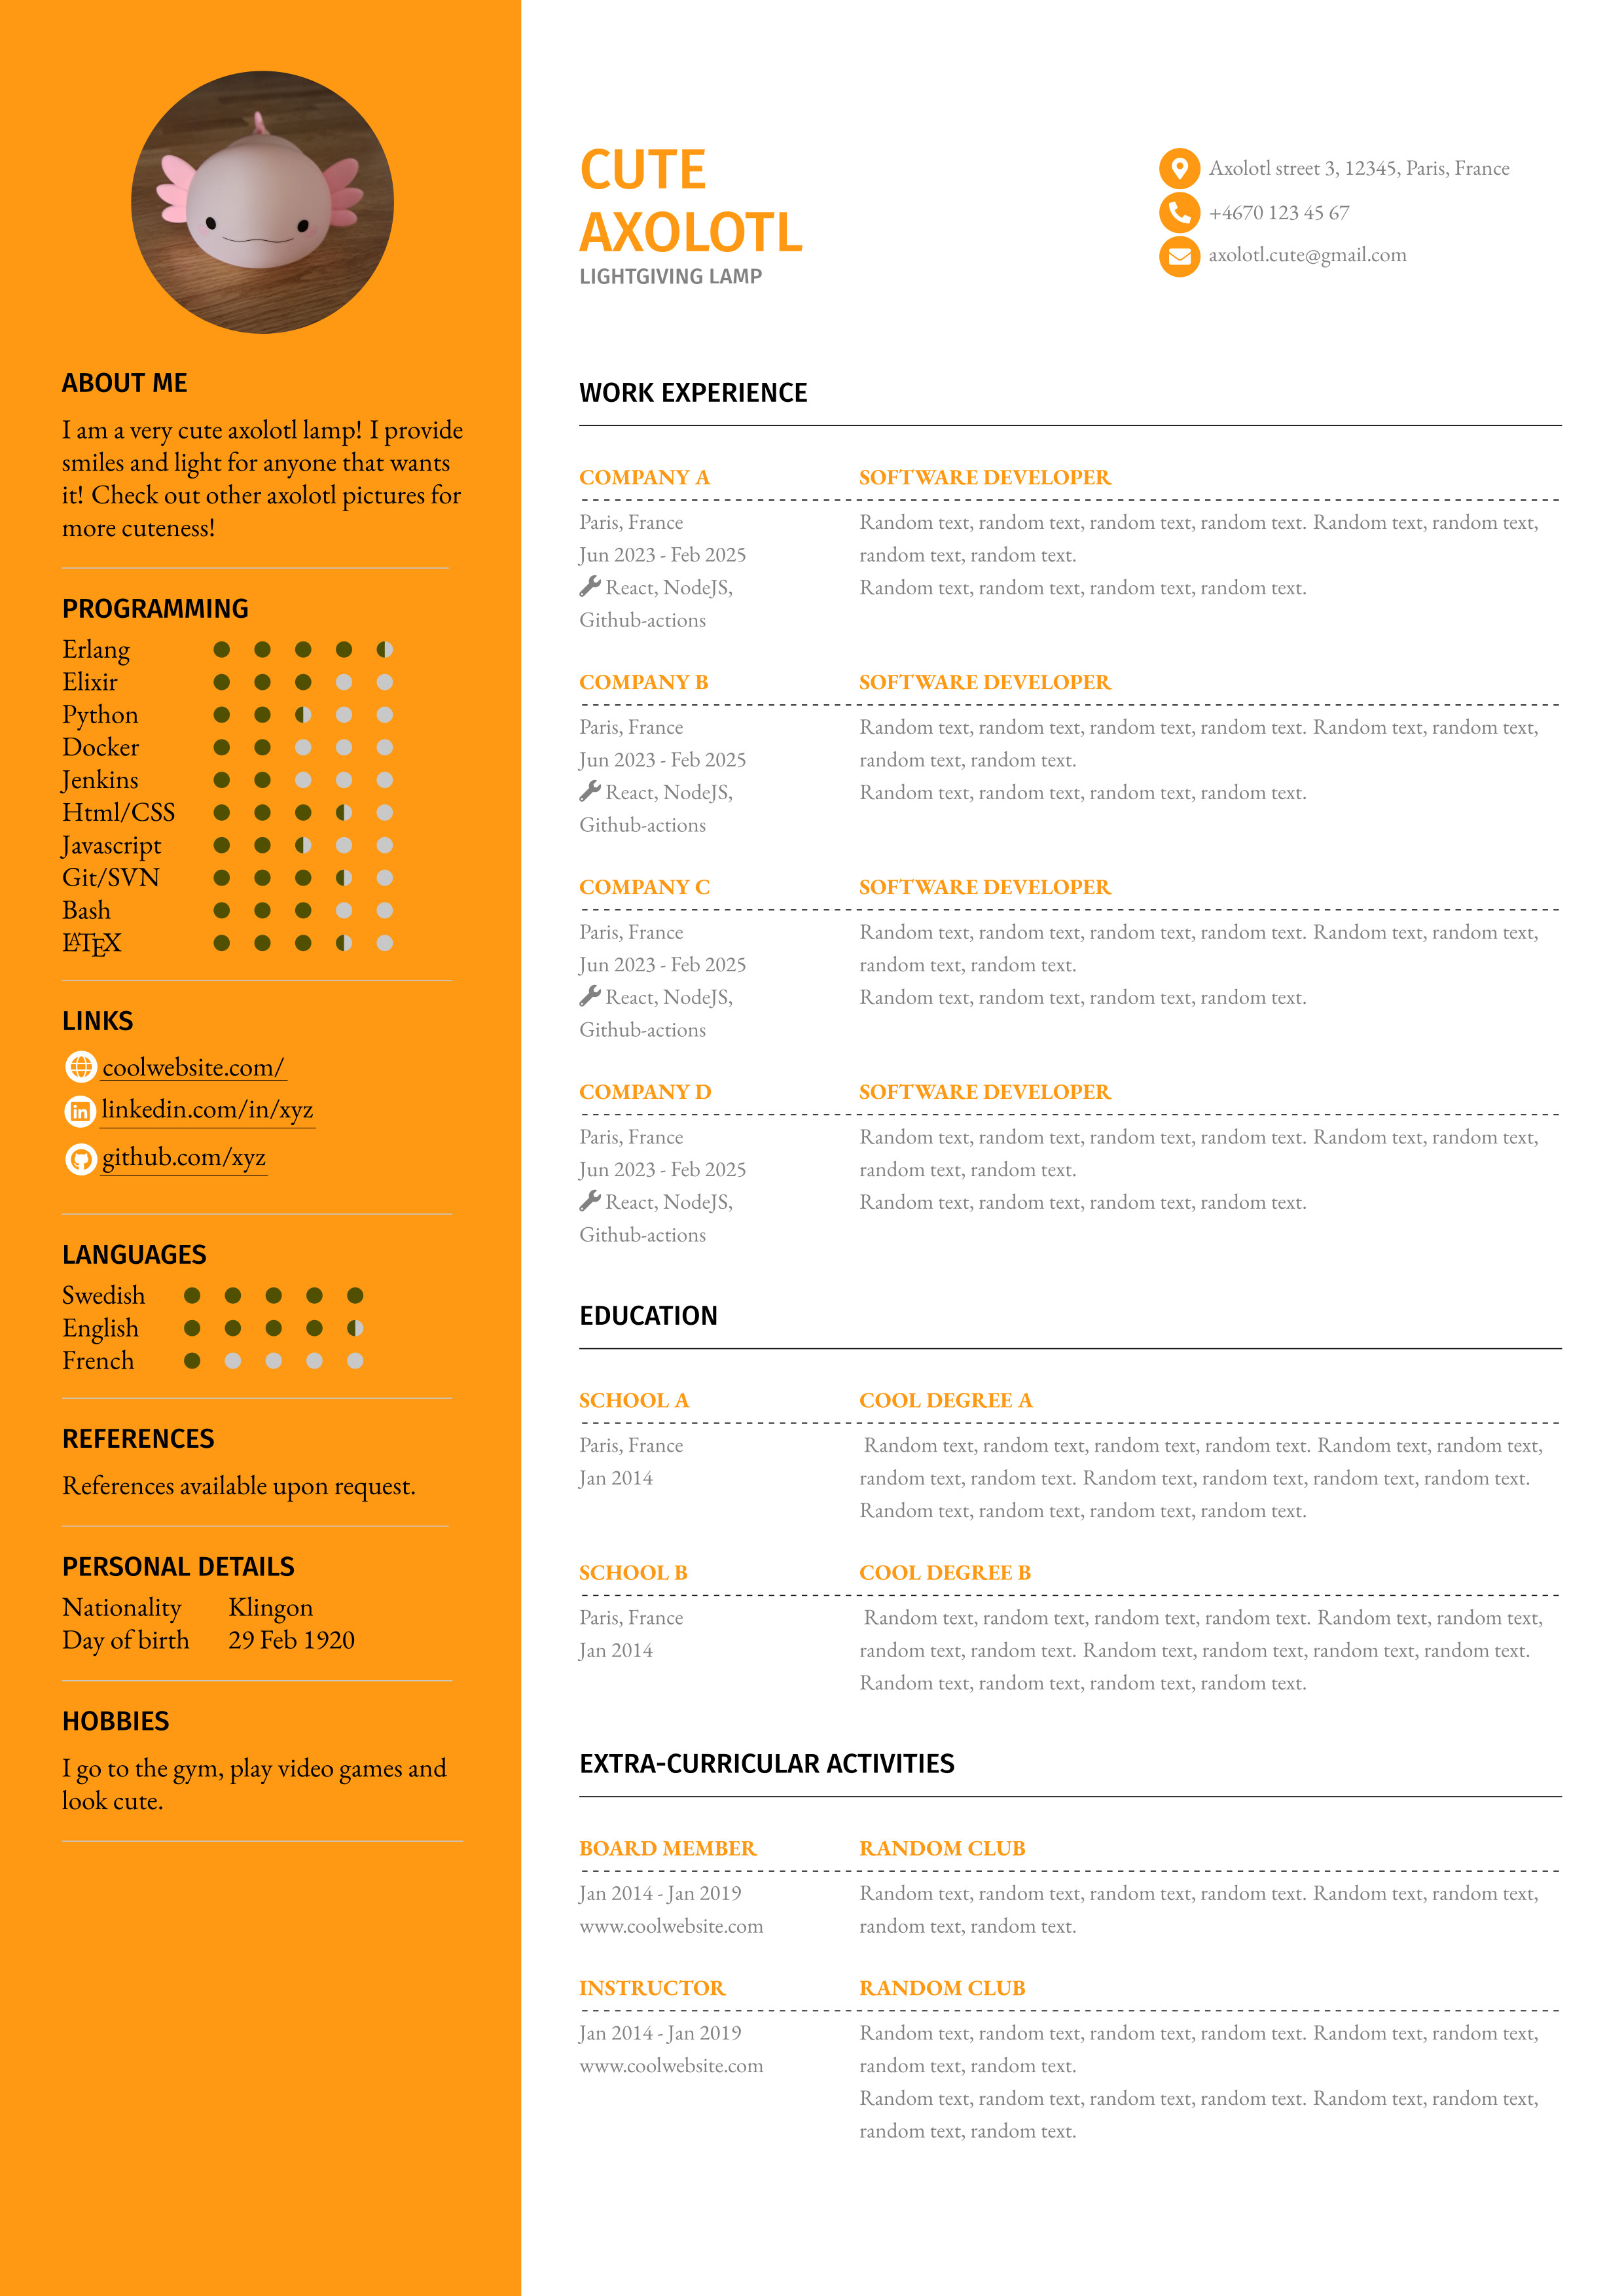 ABOUT ME
I am a very cute axolotl lamp! I provide
smiles and light for anyone that wants
it! Check out other axolotl pictures for
more cuteness!
PROGRAMMING
Erlang
Elixir
Python
Docker
Jenkins
Html/CSS
Javascript
Git/SVN
Bash
LATEX
LINKS
coolwebsite.com/
linkedin.com/in/xyz
github.com/xyz
LANGUAGES
Swedish
English
French
REFERENCES
References available upon request.
PERSONAL DETAILS
Nationality Klingon
Day of birth 29 Feb 1920
HOBBIES
I go to the gym, play video games and
look cute.
CUTE
AXOLOTL
LIGHTGIVING LAMP
Axolotl street 3, 12345, Paris, France
+4670 123 45 67
axolotl.cute@gmail.com
WORK EXPERIENCE
COMPANY A SOFTWARE DEVELOPER
Paris, France Random text, random text, random text, random text. Random text, random text,
Jun 2023 - Feb 2025 random text, random text.
React, NodeJS, Random text, random text, random text, random text.
Github-actions
COMPANY B SOFTWARE DEVELOPER
Paris, France Random text, random text, random text, random text. Random text, random text,
Jun 2023 - Feb 2025 random text, random text.
React, NodeJS, Random text, random text, random text, random text.
Github-actions
COMPANY C SOFTWARE DEVELOPER
Paris, France Random text, random text, random text, random text. Random text, random text,
Jun 2023 - Feb 2025 random text, random text.
React, NodeJS, Random text, random text, random text, random text.
Github-actions
COMPANY D SOFTWARE DEVELOPER
Paris, France Random text, random text, random text, random text. Random text, random text,
Jun 2023 - Feb 2025 random text, random text.
React, NodeJS, Random text, random text, random text, random text.
Github-actions
EDUCATION
SCHOOL A COOL DEGREE A
Paris, France Random text, random text, random text, random text. Random text, random text,
Jan 2014 random text, random text. Random text, random text, random text, random text.
Random text, random text, random text, random text.
SCHOOL B COOL DEGREE B
Paris, France Random text, random text, random text, random text. Random text, random text,
Jan 2014 random text, random text. Random text, random text, random text, random text.
Random text, random text, random text, random text.
EXTRA-CURRICULAR ACTIVITIES
BOARD MEMBER RANDOM CLUB
Jan 2014 - Jan 2019 Random text, random text, random text, random text. Random text, random text,
www.coolwebsite.com random text, random text.
INSTRUCTOR RANDOM CLUB
Jan 2014 - Jan 2019 Random text, random text, random text, random text. Random text, random text,
www.coolwebsite.com random text, random text.
Random text, random text, random text, random text. Random text, random text,
random text, random text.